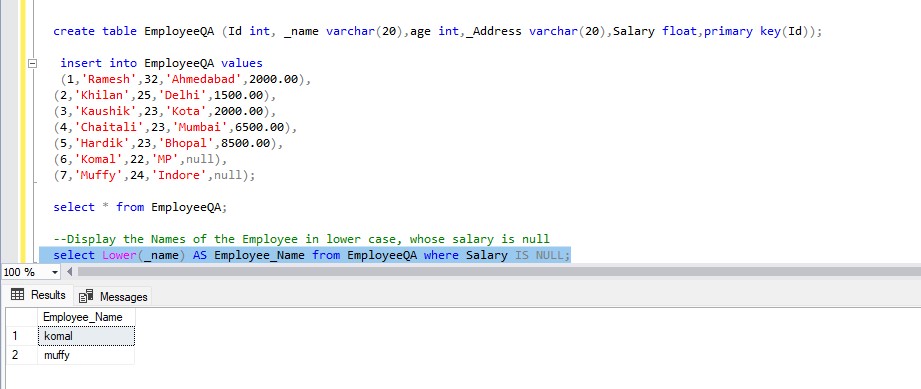 create table EmployeeQA (Id int, _name varchar(20),age int,_Address varchar(20),Salary float,primary key(Id));
insert into EmployeeQA values
(1,'Ramesh',32,'Ahmedabad',2000.00),
(2,'Khilan',25,'Delhi',1500.00),
(3,'Kaushik',23,'Kota',2000.00),
(4,'Chaitali',23,'Mumbai',6500.00),
(5,'Hardik',23,'Bhopal',8500.00),
(6,'Komal',22,'MP',null),
(7,'Muffy',24,'Indore',null);
select * from EmployeeQA;
--Display the Names of the Employee in lower case, whose salary is null
select Lower(_name) AS Employee_Name from EmployeeQA where Salary IS NULL;
100 %
Results Messages
Employee_Name
1 komal
2 muffy